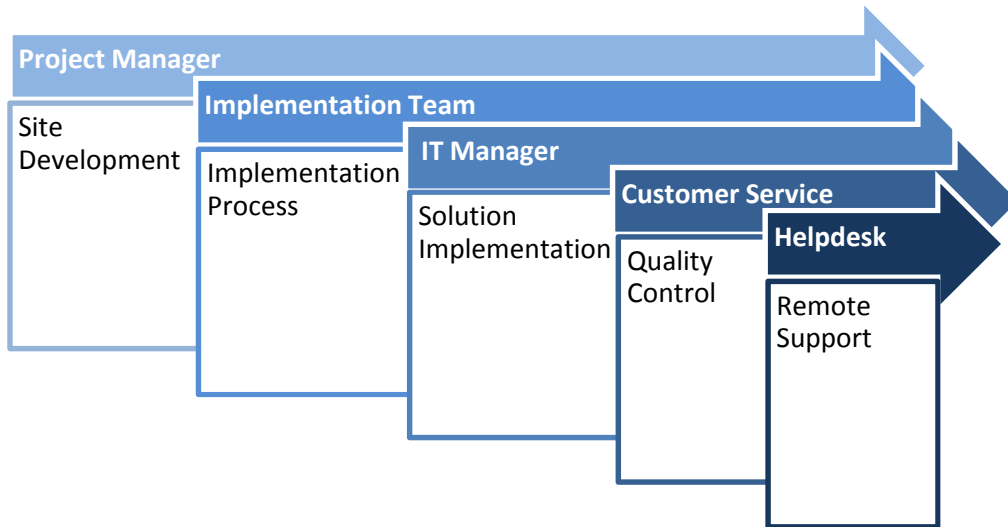 Project Manager
Site
Development
Implementation Team
Implementation
Process
IT Manager
Solution
Implementation
Customer Service
Quality
Control
Helpdesk
Remote
Support